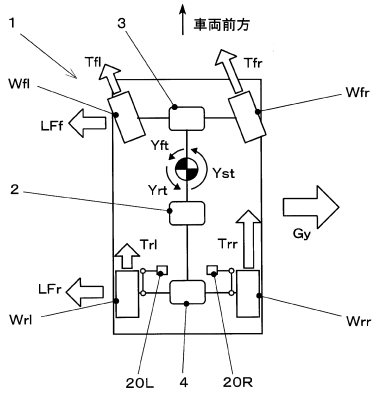 車両前方
1
3
Tfl
Tfr
Wfl
Wfr
LFf
Yft
Yrt
Yst
2
Gy
Trl
Trr
LFr
Wrl
Wrr
20L
4
20R